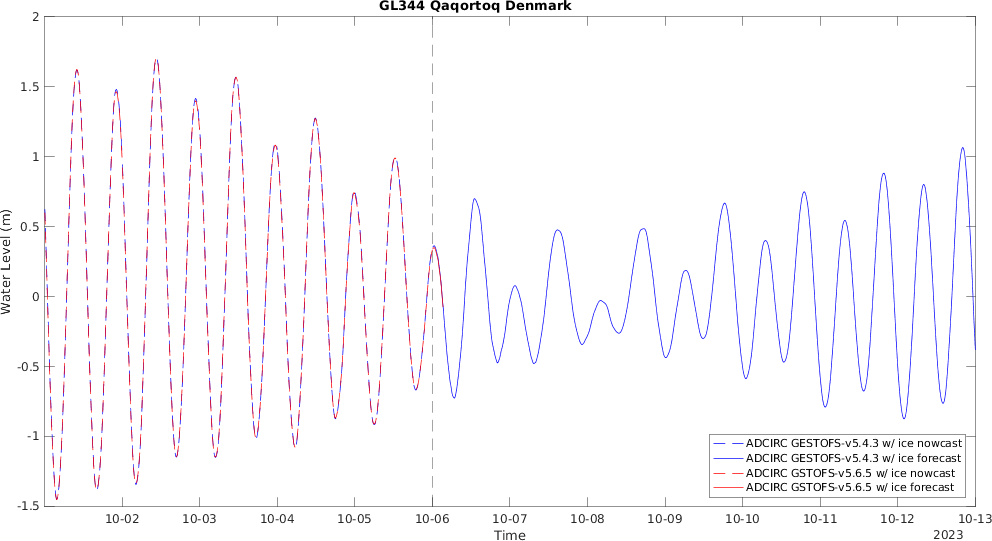 GL344 Qaqortoq Denmark
2
1.5
1
0.5
0
-0.5
-1
-1.5
Water Level (m)
10-02 10-03 10-04 10-05 10-06 10-07 10-08 10-09 10-10 10-11 10-12 10-13
Time
2023
ADCIRC GESTOFS-v5.4.3 w/ ice nowcast
ADCIRC GESTOFS-v5.4.3 w/ ice forecast
ADCIRC GSTOFS-v5.6.5 w/ ice nowcast
ADCIRC GSTOFS-v5.6.5 w/ ice forecast